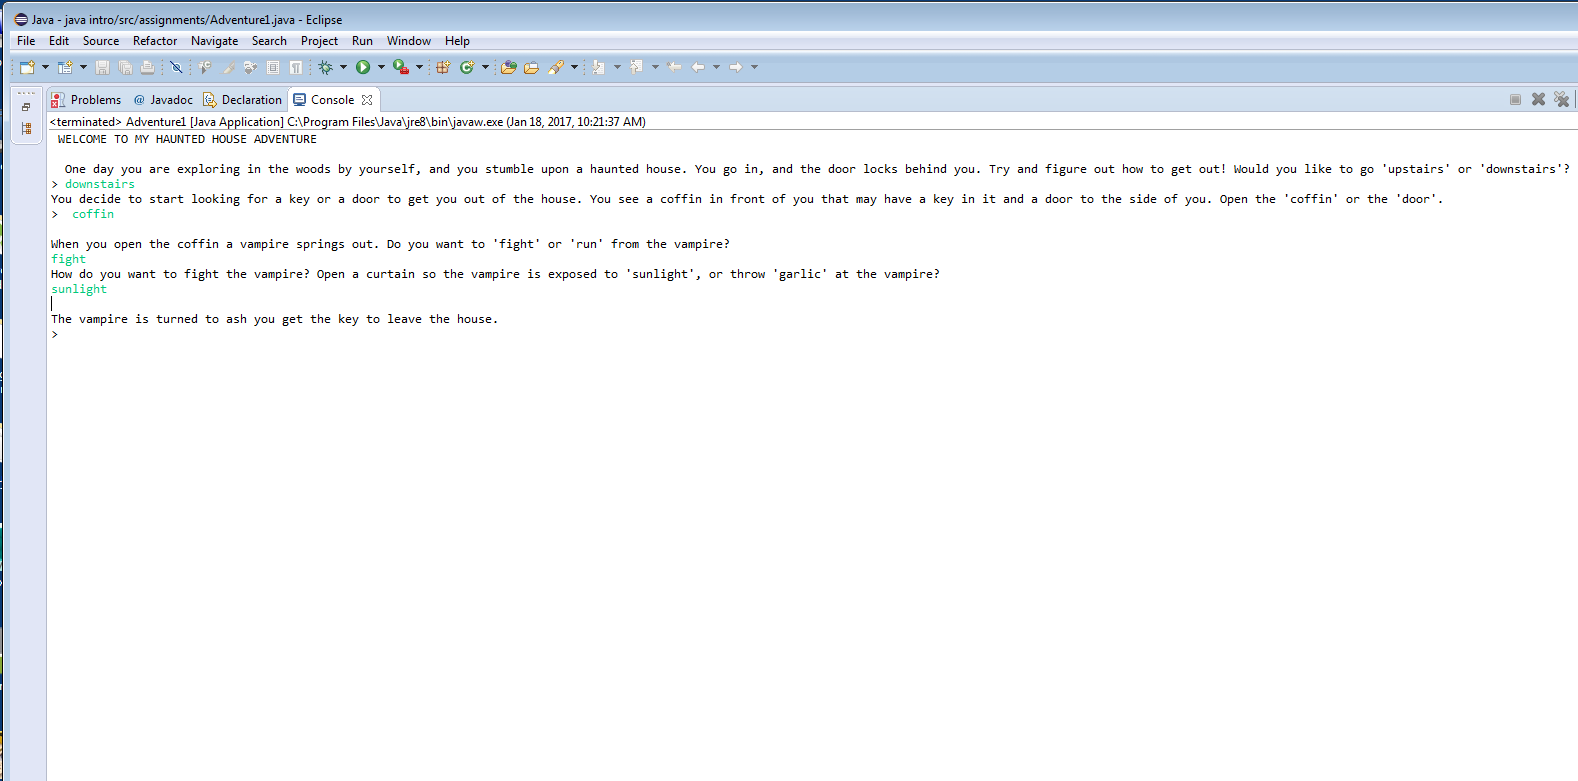 Java - java intro/src/assignments/Adventure1.java - Eclipse
File Edit Source Refactor Navigate Search Project Run Window Help
Problems @ Javadoc Declaration Console
<terminated> Adventure1 [Java Application] C:\Program Files\Java\jre8\bin\javaw.exe (Jan 18, 2017, 10:21:37 AM)
WELCOME TO MY HAUNTED HOUSE ADVENTURE
One day you are exploring in the woods by yourself, and you stumble upon a haunted house. You go in, and the door locks behind you. Try and figure out how to get out! Would you like to go 'upstairs' or 'downstairs'?
> downstairs
You decide to start looking for a key or a door to get you out of the house. You see a coffin in front of you that may have a key in it and a door to the side of you. Open the 'coffin' or the 'door'.
> coffin
When you open the coffin a vampire springs out. Do you want to 'fight' or 'run' from the vampire?
fight
How do you want to fight the vampire? Open a curtain so the vampire is exposed to 'sunlight', or throw 'garlic' at the vampire?
sunlight
The vampire is turned to ash you get the key to leave the house.
>